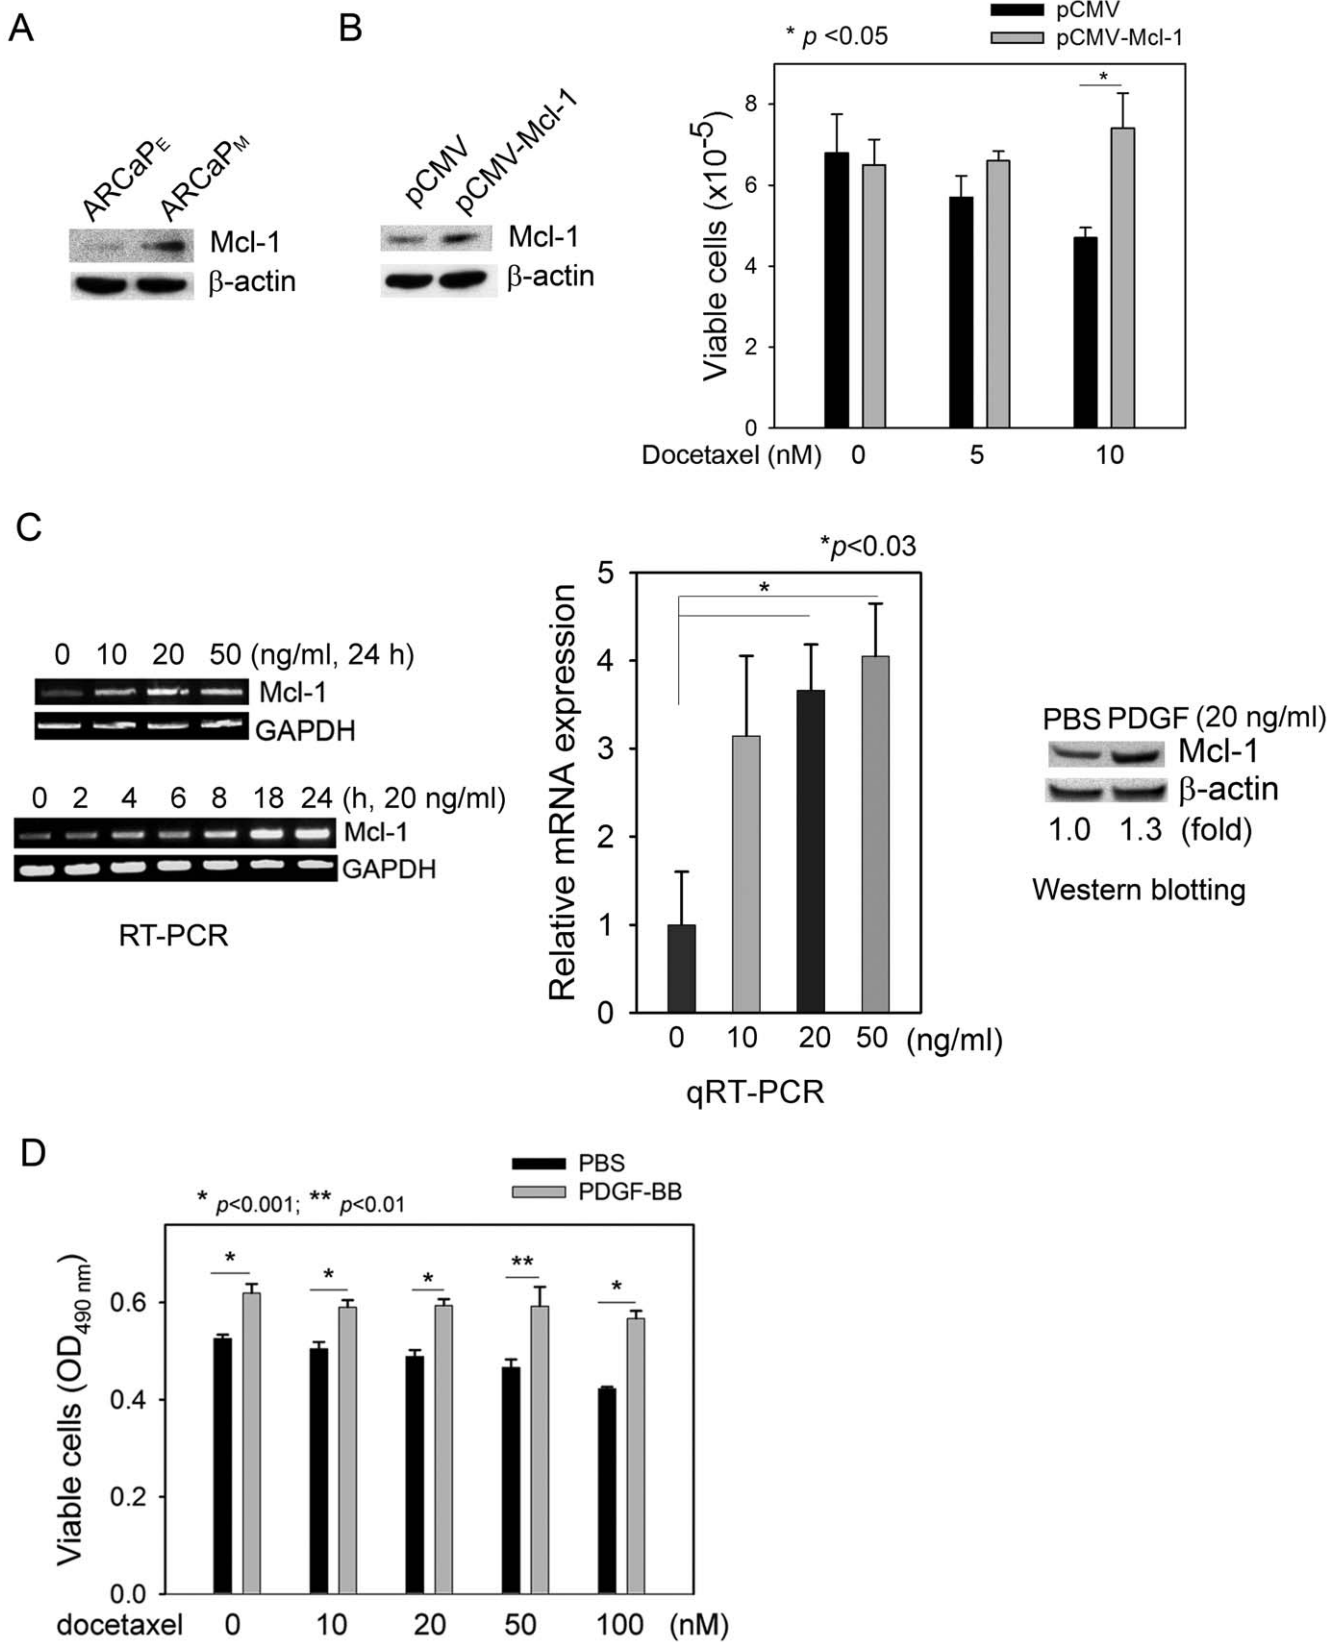 A
ARCaPE
ARCaPM
Mcl-1
β-actin
B
pCMV
pCMV-Mcl-1
Mcl-1
β-actin
* p <0.05
pCMV
pCMV-Mcl-1
*
Viable cells (x10-5)
8
6
4
2
0
Docetaxel (nM) 0 5 10
C
0 10 20 50 (ng/ml, 24 h)
Mcl-1
GAPDH
0 2 4 6 8 18 24 (h, 20 ng/ml)
Mcl-1
GAPDH
RT-PCR
*p<0.03
*
Relative mRNA expression
5
4
3
2
1
0
0 10 20 50 (ng/ml)
qRT-PCR
PBS PDGF (20 ng/ml)
Mcl-1
β-actin
1.0 1.3 (fold)
Western blotting
D
PBS
PDGF-BB
* p<0.001; ** p<0.01
* * * ** *
Viable cells (OD490 nm)
0.6
0.4
0.2
0.0
docetaxel 0 10 20 50 100 (nM)